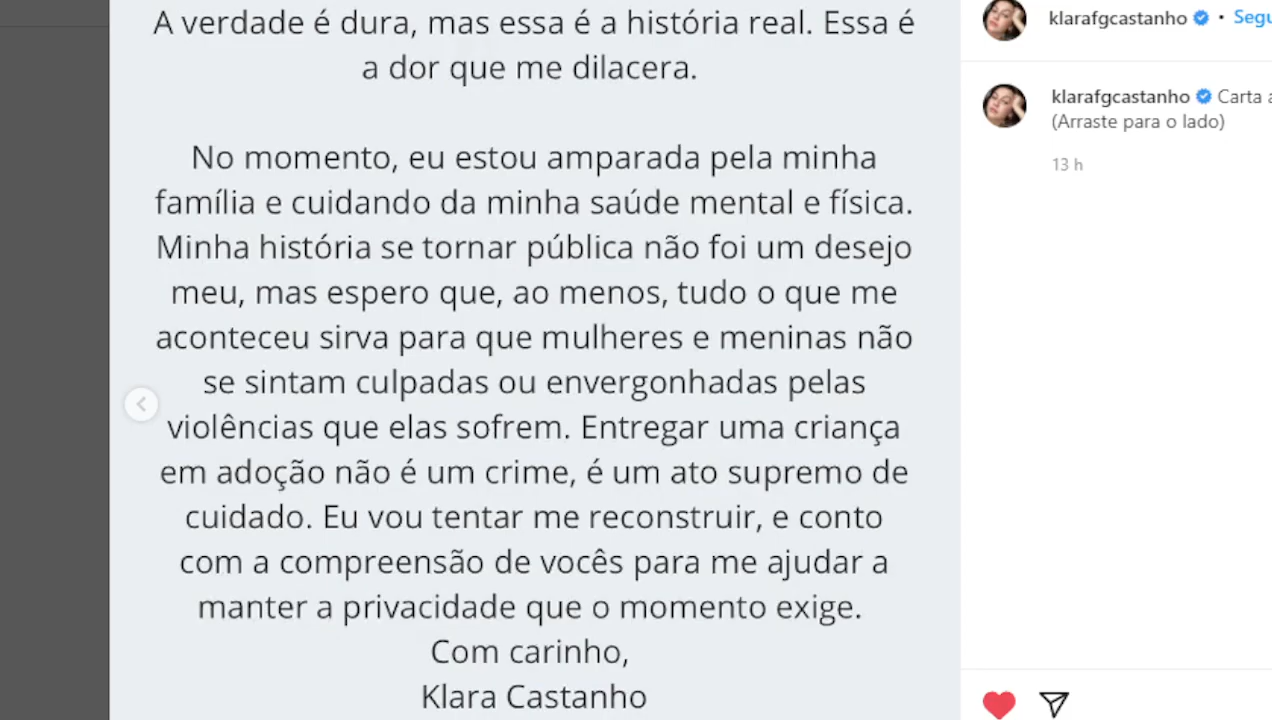 A verdade é dura, mas essa é a história real. Essa é
a dor que me dilacera.
No momento, eu estou amparada pela minha
família e cuidando da minha saúde mental e física.
Minha história se tornar pública não foi um desejo
meu, mas espero que, ao menos, tudo o que me
aconteceu sirva para que mulheres e meninas não
se sintam culpadas ou envergonhadas pelas
violências que elas sofrem. Entregar uma criança
em adoção não é um crime, é um ato supremo de
cuidado. Eu vou tentar me reconstruir, e conto
com a compreensão de vocês para me ajudar a
manter a privacidade que o momento exige.
Com carinho,
Klara Castanho
klarafgcastanho • Segu
klarafgcastanho Carta a
(Arraste para o lado)
13 h